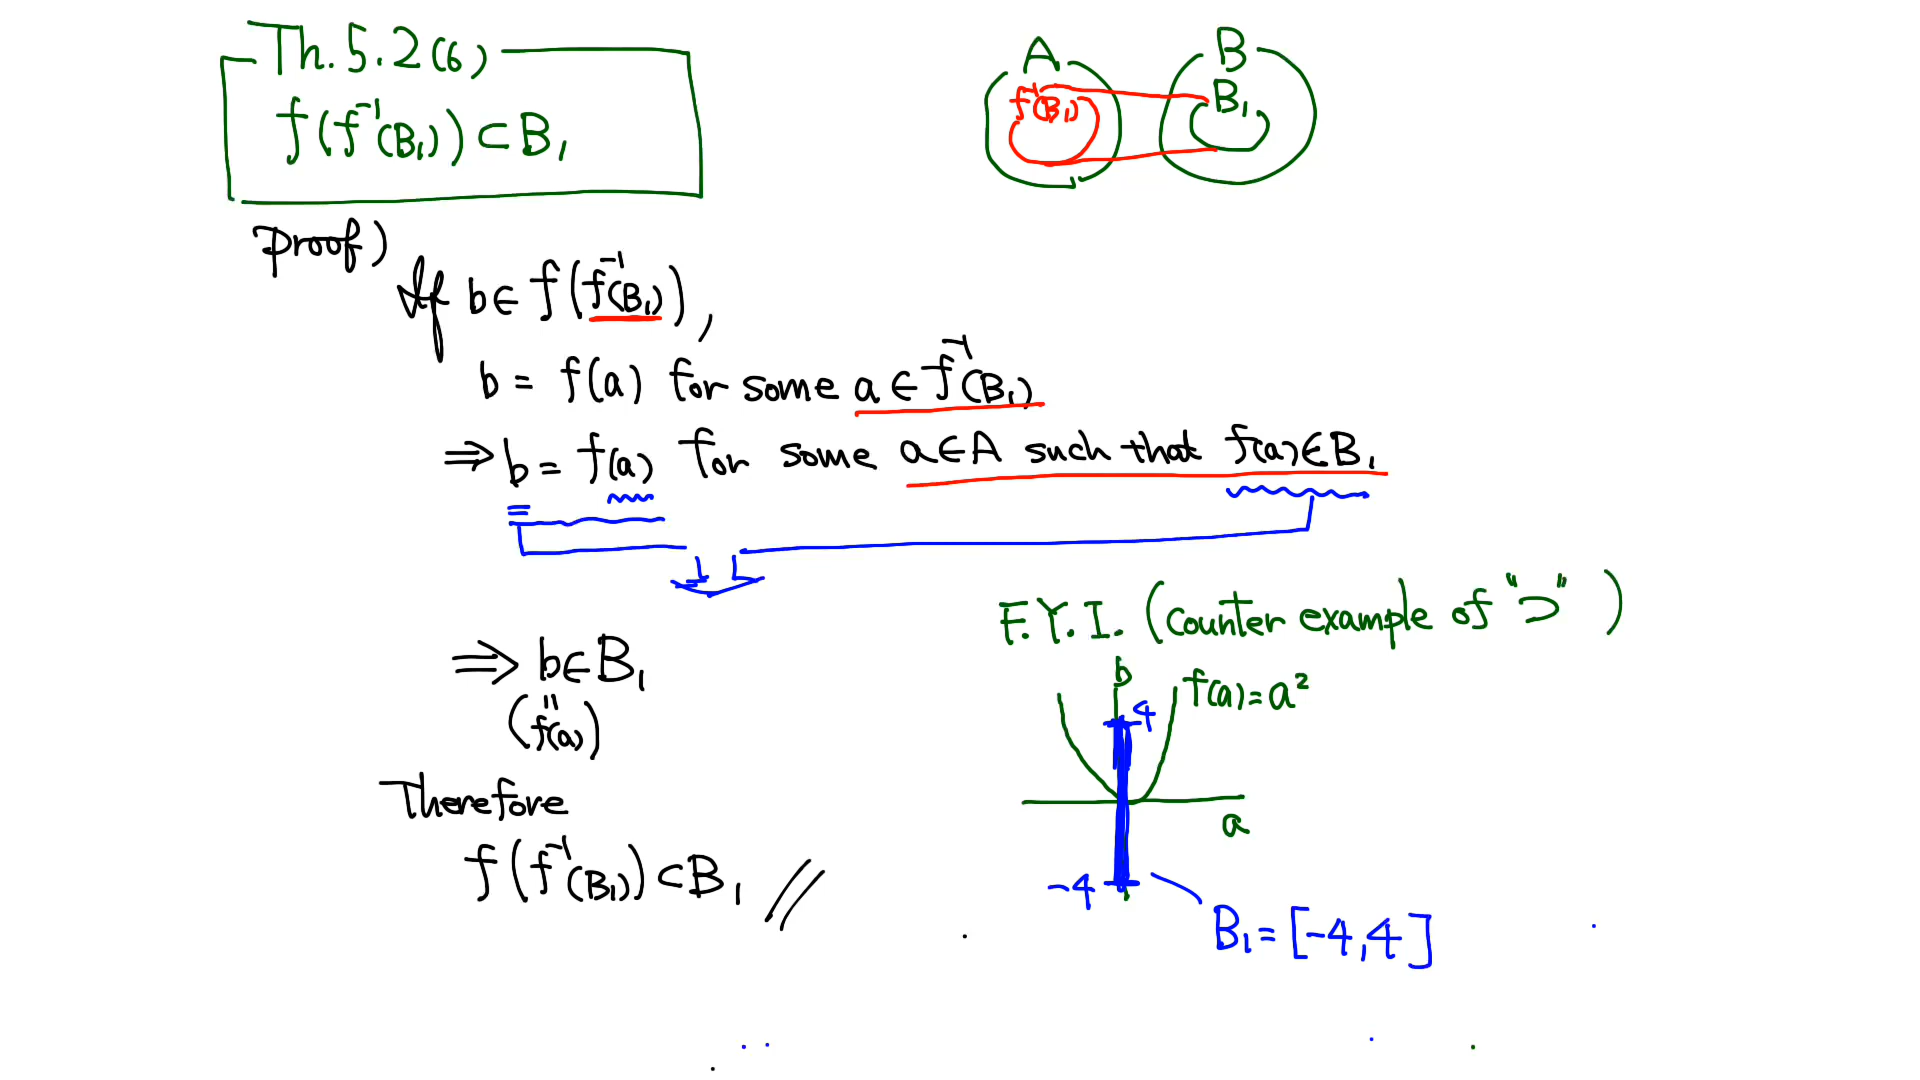 Th.5.2(6)
f(f⁻¹(B₁))⊂B₁
A
B
f⁻¹(B₁)
B₁
proof)
If b∈f(f⁻¹(B₁)),
b = f(a) for some a∈f⁻¹(B₁)
⇒ b = f(a) for some a∈A such that f(a)∈B₁
⇒ b∈B₁
(f(a))
Therefore
f(f⁻¹(B₁))⊂B₁ //
F.Y.I. (counter example of "⊃")
b
f(a)=a²
4
a
-4
B₁=[-4,4]